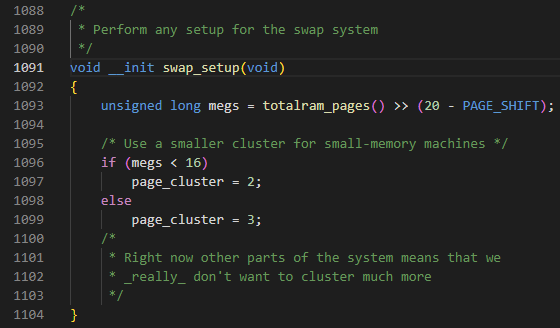 1088 /*
1089  * Perform any setup for the swap system
1090  */
1091 void __init swap_setup(void)
1092 {
1093     unsigned long megs = totalram_pages() >> (20 - PAGE_SHIFT);
1094
1095     /* Use a smaller cluster for small-memory machines */
1096     if (megs < 16)
1097         page_cluster = 2;
1098     else
1099         page_cluster = 3;
1100     /*
1101      * Right now other parts of the system means that we
1102      * _really_ don't want to cluster much more
1103      */
1104 }